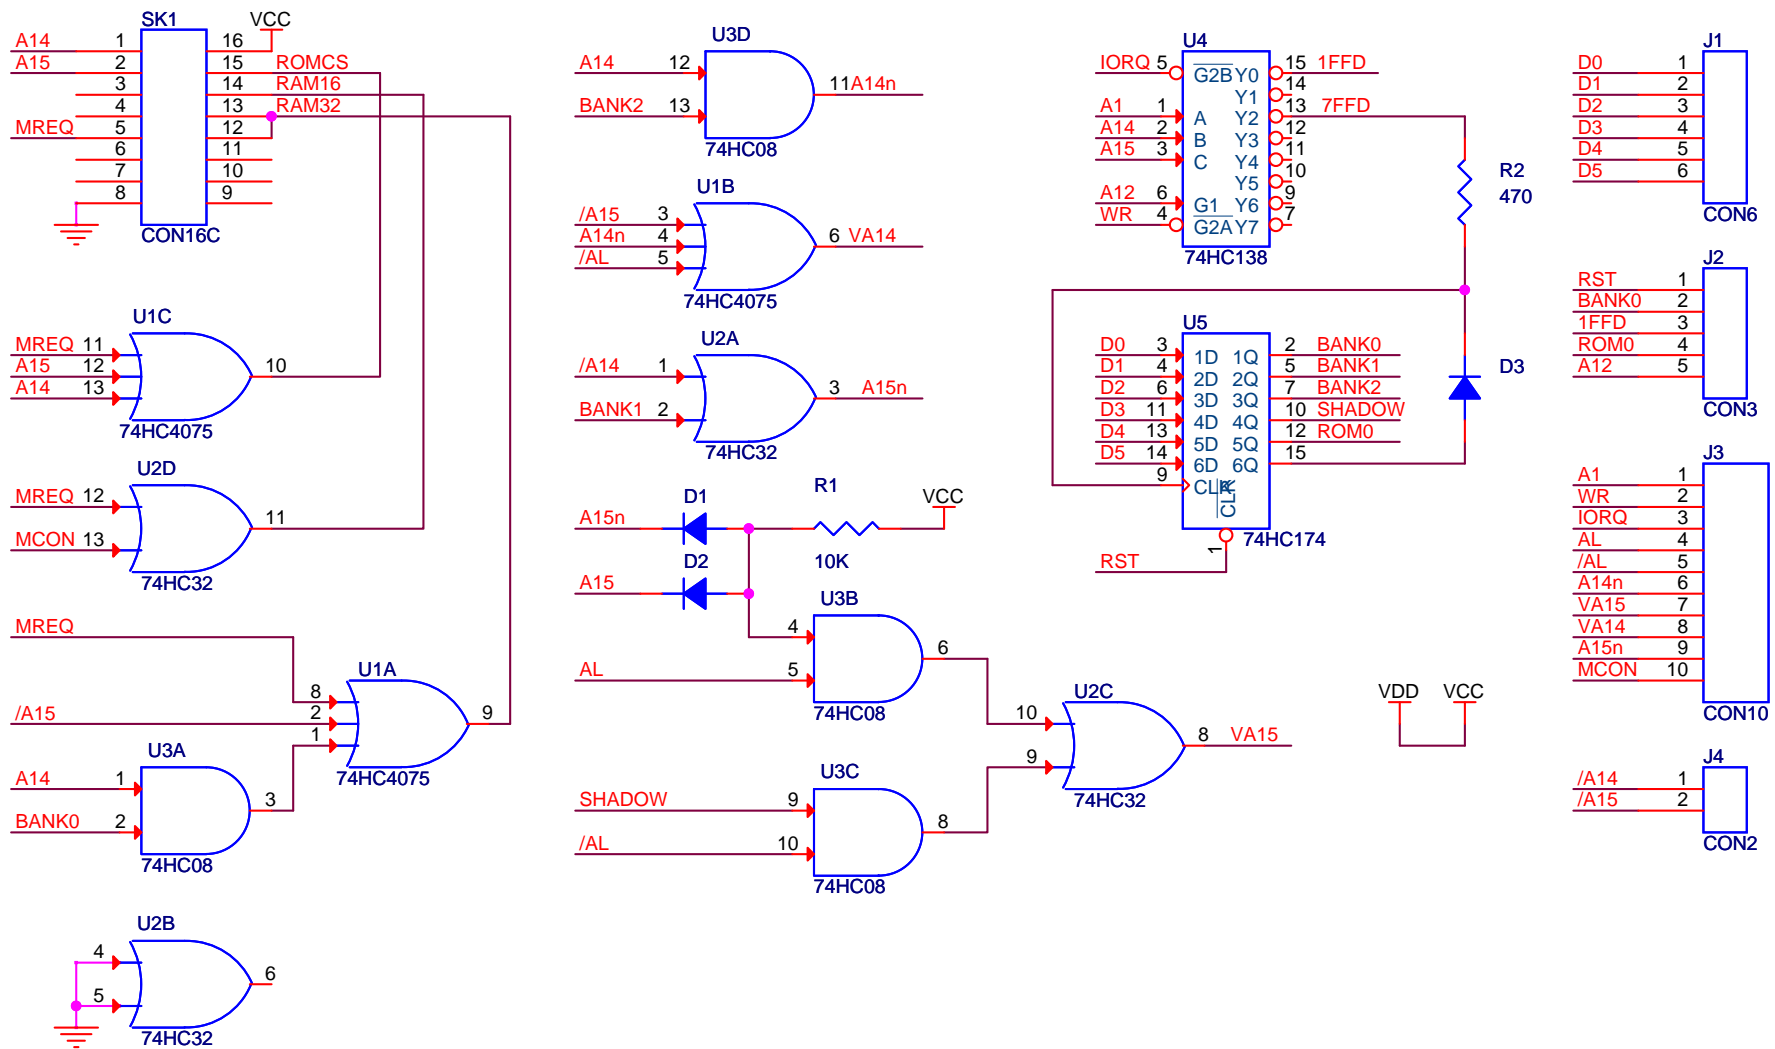 SK1
VCC
A14 1 16
A15 2 15 ROMCS
3 14 RAM16
4 13 RAM32
MREQ 5 12
6 11
7 10
8 9
CON16C
U1C
MREQ 11
A15 12 10
A14 13
74HC4075
U2D
MREQ 12
11
MCON 13
74HC32
MREQ
U1A
8
/A15 2 9
1
74HC4075
U3A
A14 1
3
BANK0 2
74HC08
U2B
4
6
5
74HC32
U3D
A14 12
11 A14n
BANK2 13
74HC08
U1B
/A15 3
A14n 4 6 VA14
/AL 5
74HC4075
U2A
/A14 1
3 A15n
BANK1 2
74HC32
D1 R1 VCC
A15n
D2 10K
A15
U3B
4
6
AL 5
74HC08
U2C
10
8 VA15
9
74HC32
U3C
SHADOW 9
8
/AL 10
74HC08
U4
IORQ 5 G2B Y0 15 1FFD
Y1 14
A1 1 A Y2 13 7FFD
A14 2 B Y3 12
A15 3 C Y4 11
Y5 10
A12 6 G1 Y6 9
WR 4 G2A Y7 7
74HC138
R2
470
U5
D0 3 1D 1Q 2 BANK0
D1 4 2D 2Q 5 BANK1
D2 6 3D 3Q 7 BANK2
D3 11 4D 4Q 10 SHADOW
D4 13 5D 5Q 12 ROM0
D5 14 6D 6Q 15
9 CLK
CLR
74HC174
1
RST
D3
VDD VCC
J1
D0 1
D1 2
D2 3
D3 4
D4 5
D5 6
CON6
J2
RST 1
BANK0 2
1FFD 3
ROM0 4
A12 5
CON3
J3
A1 1
WR 2
IORQ 3
AL 4
/AL 5
A14n 6
VA15 7
VA14 8
A15n 9
MCON 10
CON10
J4
/A14 1
/A15 2
CON2